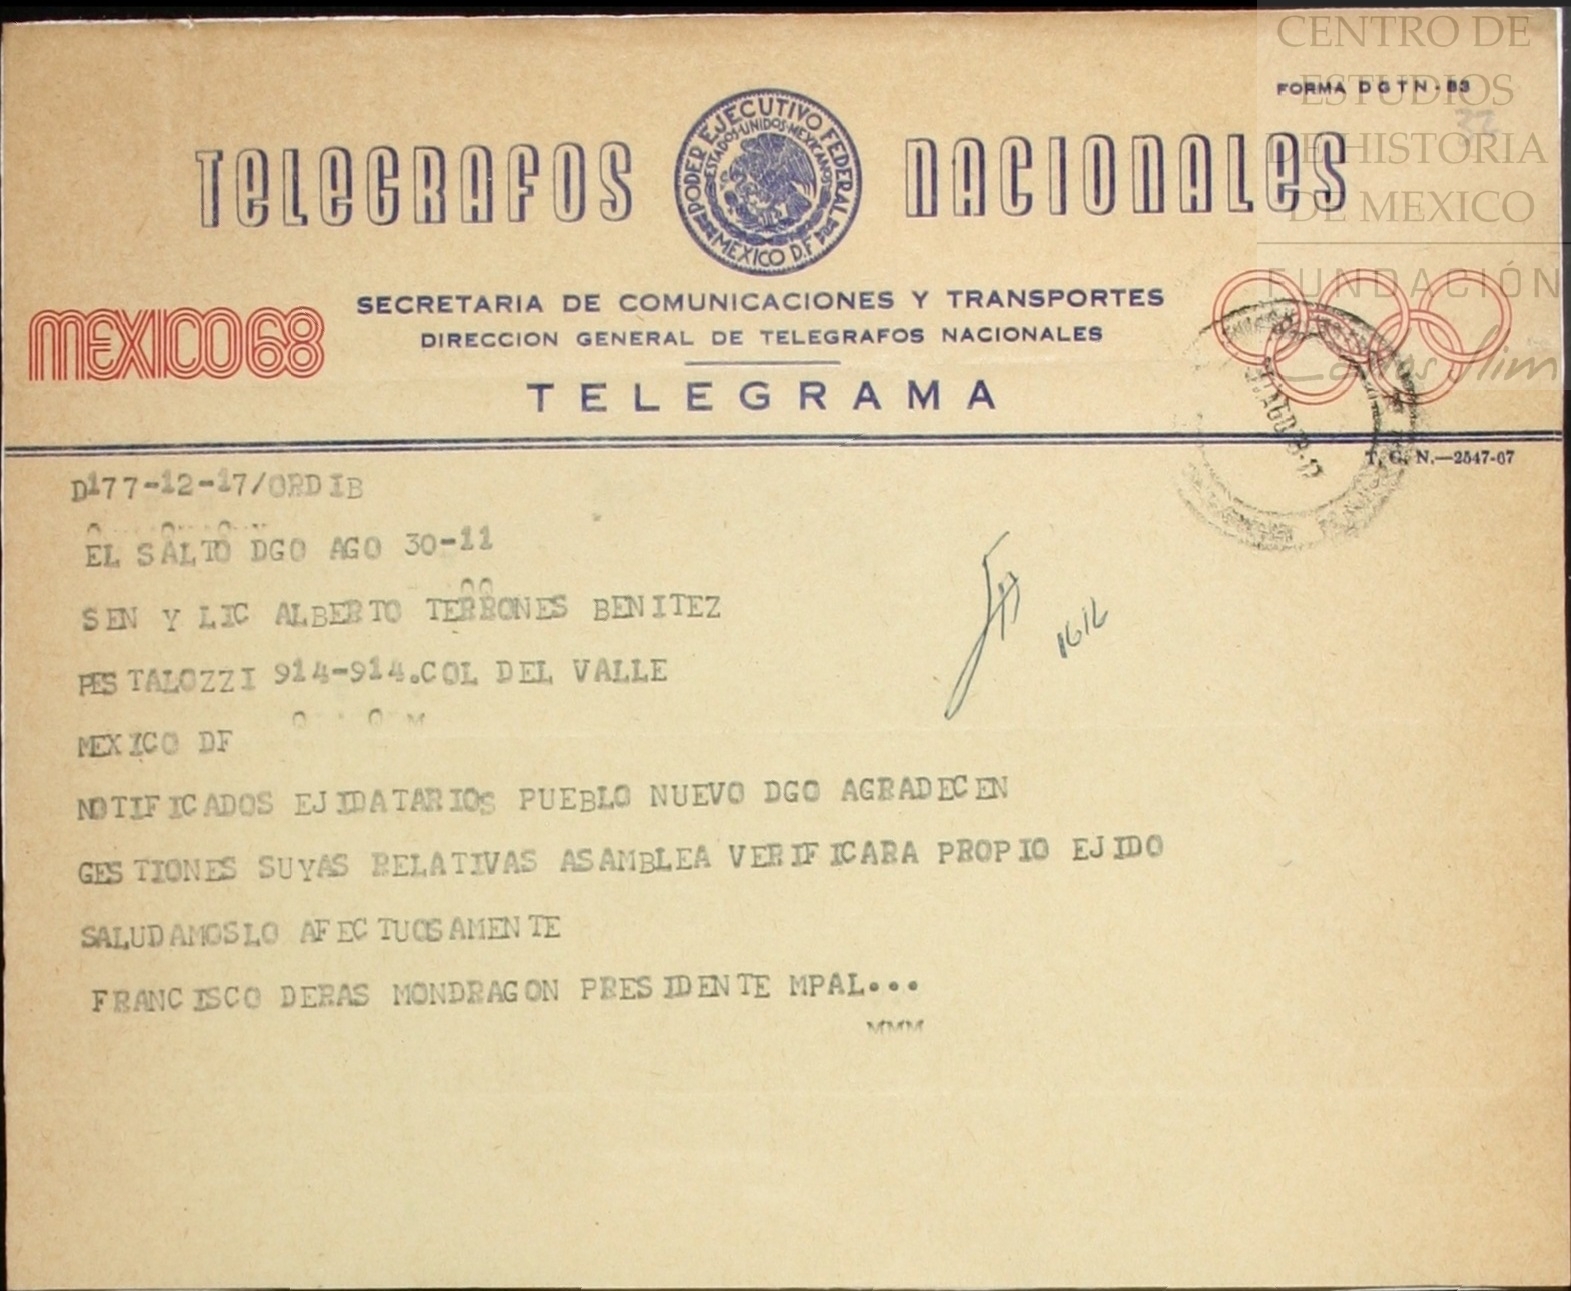 CENTRO DE
ESTUDIOS
DE HISTORIA
DE MEXICO
FUNDACIÓN
Carlos Slim
FORMA DGTN-83
32
TELEGRAFOS NACIONALES
PODER EJECUTIVO FEDERAL
ESTADOS·UNIDOS·MEXICANOS
MEXICO D.F.
MEXICO68
SECRETARIA DE COMUNICACIONES Y TRANSPORTES
DIRECCION GENERAL DE TELEGRAFOS NACIONALES
TELEGRAMA
T. G. N.—2547-67
D177-12-17/ORDIB
EL SALTO DGO AGO 30-11
SEN Y LIC ALBERTO TERRONES BENITEZ
PESTALOZZI 914-914.COL DEL VALLE
MEXICO DF
NOTIFICADOS EJIDATARIOS PUEBLO NUEVO DGO AGRADECEN
GESTIONES SUYAS RELATIVAS ASAMBLEA VERIFICARA PROPIO EJIDO
SALUDAMOSLO AFECTUOSAMENTE
FRANCISCO DERAS MONDRAGON PRESIDENTE MPAL...
MMM
1612